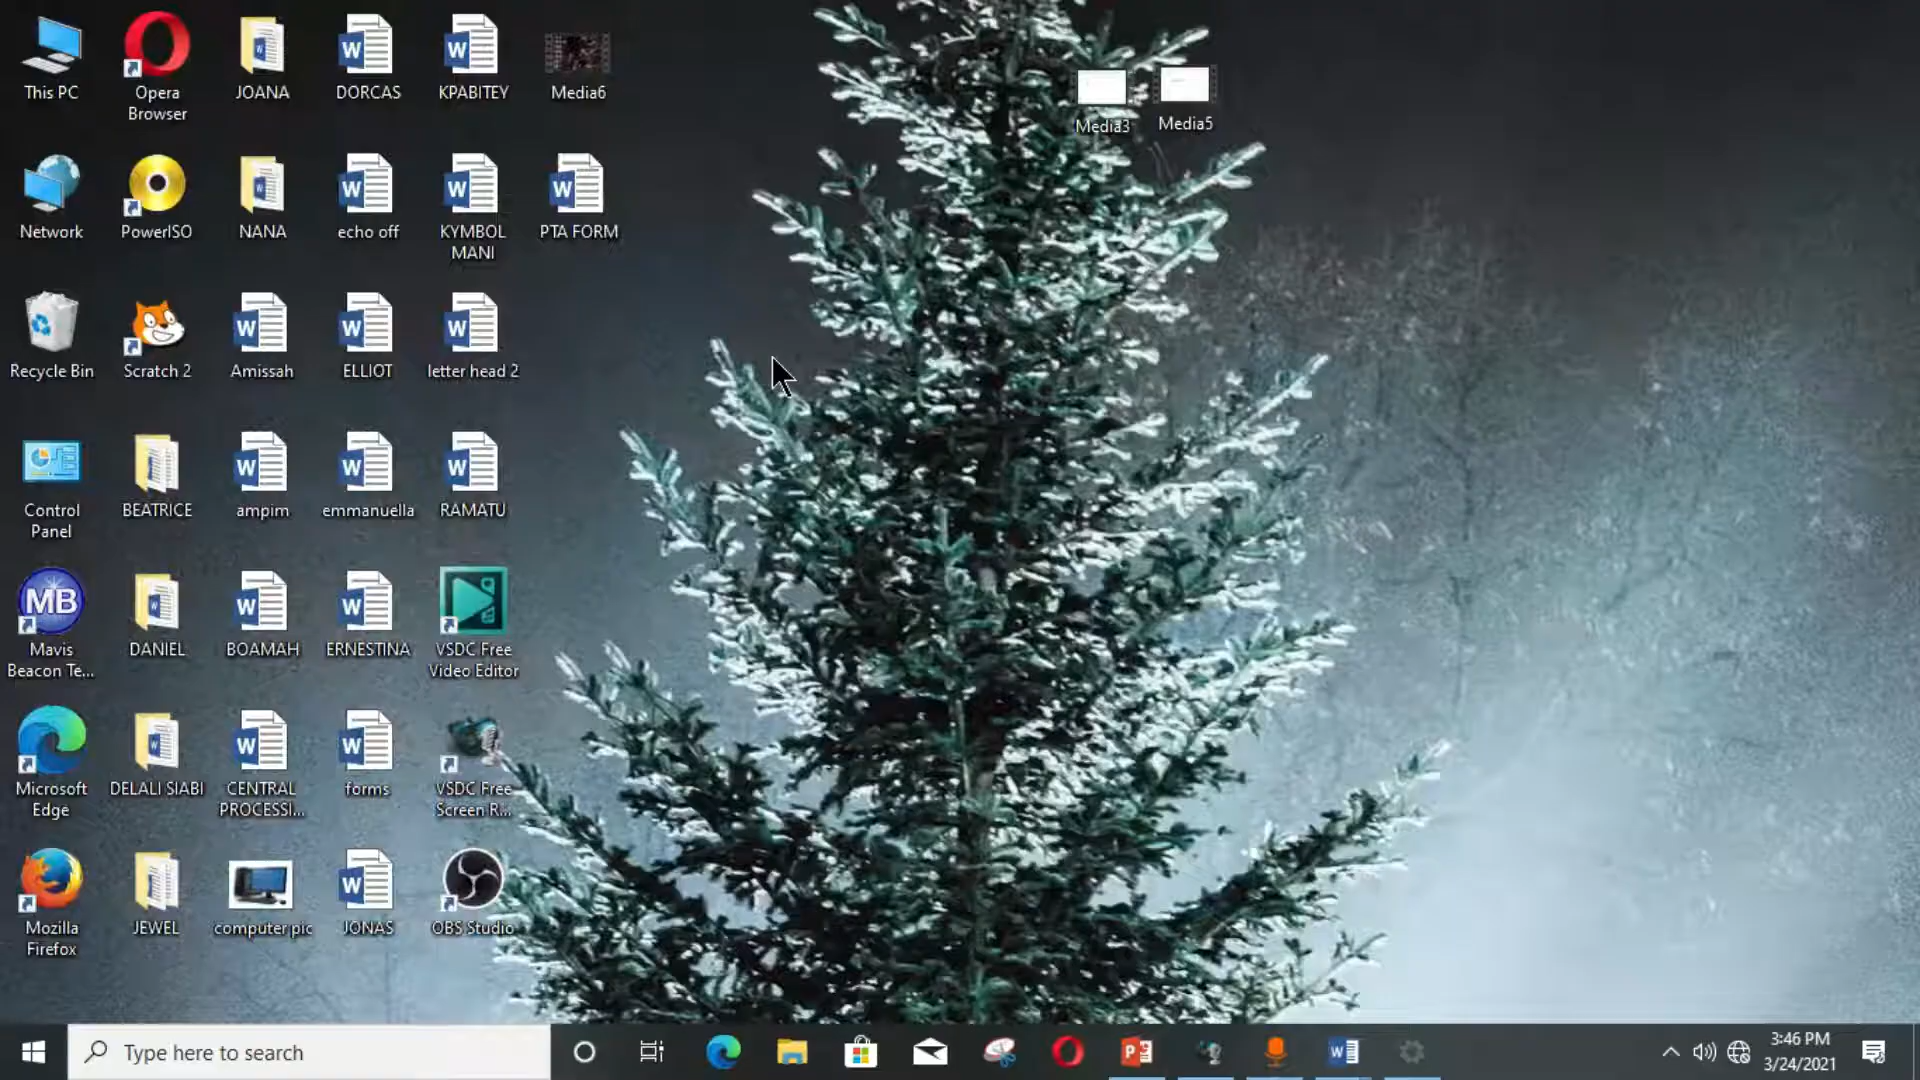 This PC
Opera
Browser
JOANA
DORCAS
KPABITEY
Media6
Media3
Media5
Network
PowerISO
NANA
echo off
KYMBOL
MANI
PTA FORM
Recycle Bin
Scratch 2
Amissah
ELLIOT
letter head 2
Control
Panel
BEATRICE
ampim
emmanuella
RAMATU
MB
Mavis
Beacon Te...
DANIEL
BOAMAH
ERNESTINA
VSDC Free
Video Editor
Microsoft
Edge
DELALI SIABI
CENTRAL
PROCESSI...
forms
VSDC Free
Screen R...
Mozilla
Firefox
JEWEL
computer pic
JONAS
OBS Studio
Type here to search
3:46 PM
3/24/2021